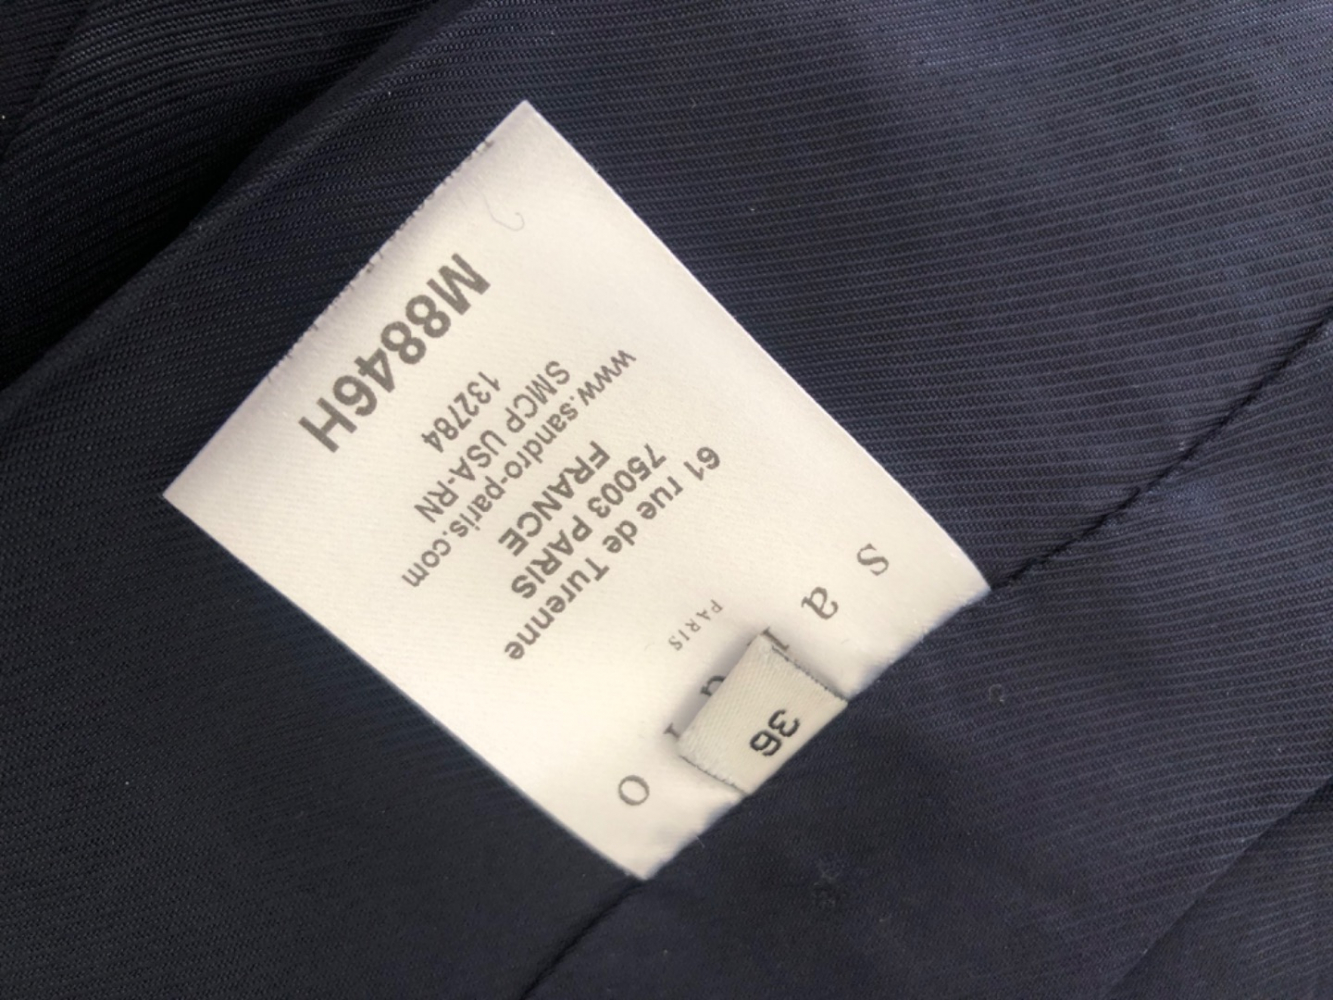 36
Sandro
PARIS
61 rue de Turenne
75003 PARIS
FRANCE
www.sandro-paris.com
SMCP USA-RN
132784
M8846H